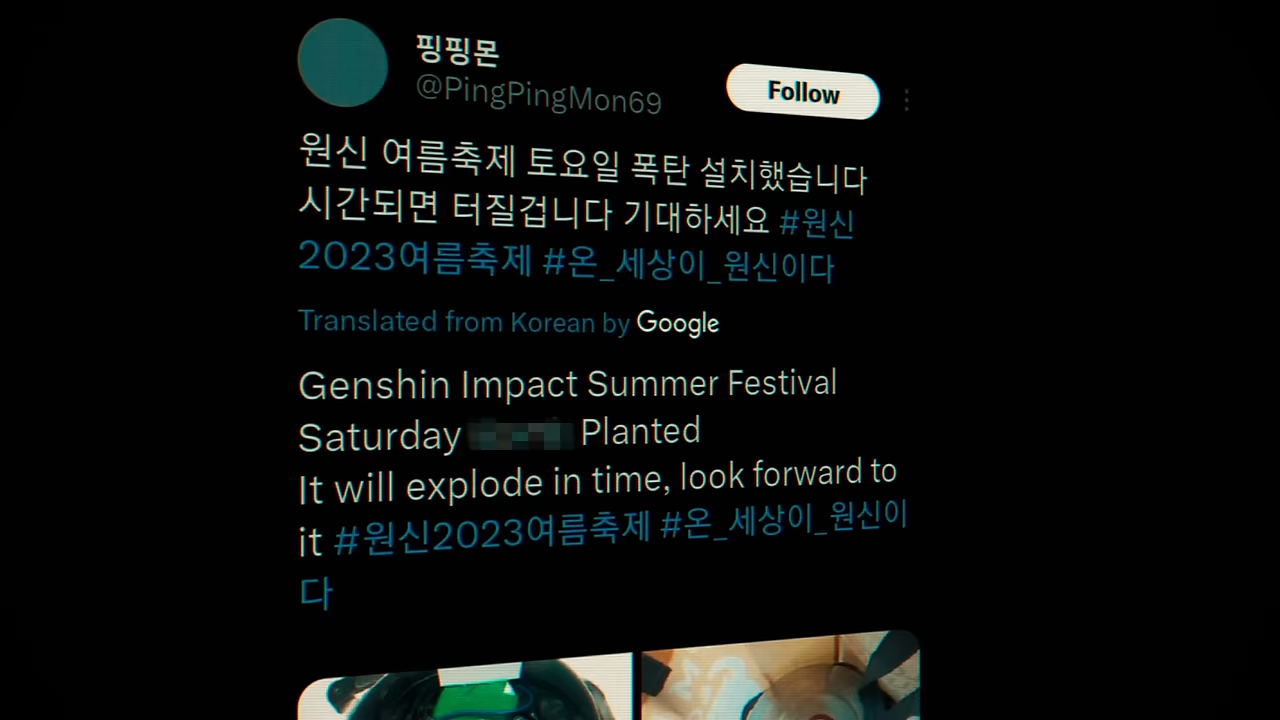 핑핑몬
@PingPingMon69
Follow
원신 여름축제 토요일 폭탄 설치했습니다
시간되면 터질겁니다 기대하세요 #원신
2023여름축제 #온_세상이_원신이다
Translated from Korean by Google
Genshin Impact Summer Festival
Saturday Planted
It will explode in time, look forward to
it #원신2023여름축제 #온_세상이_원신이
다